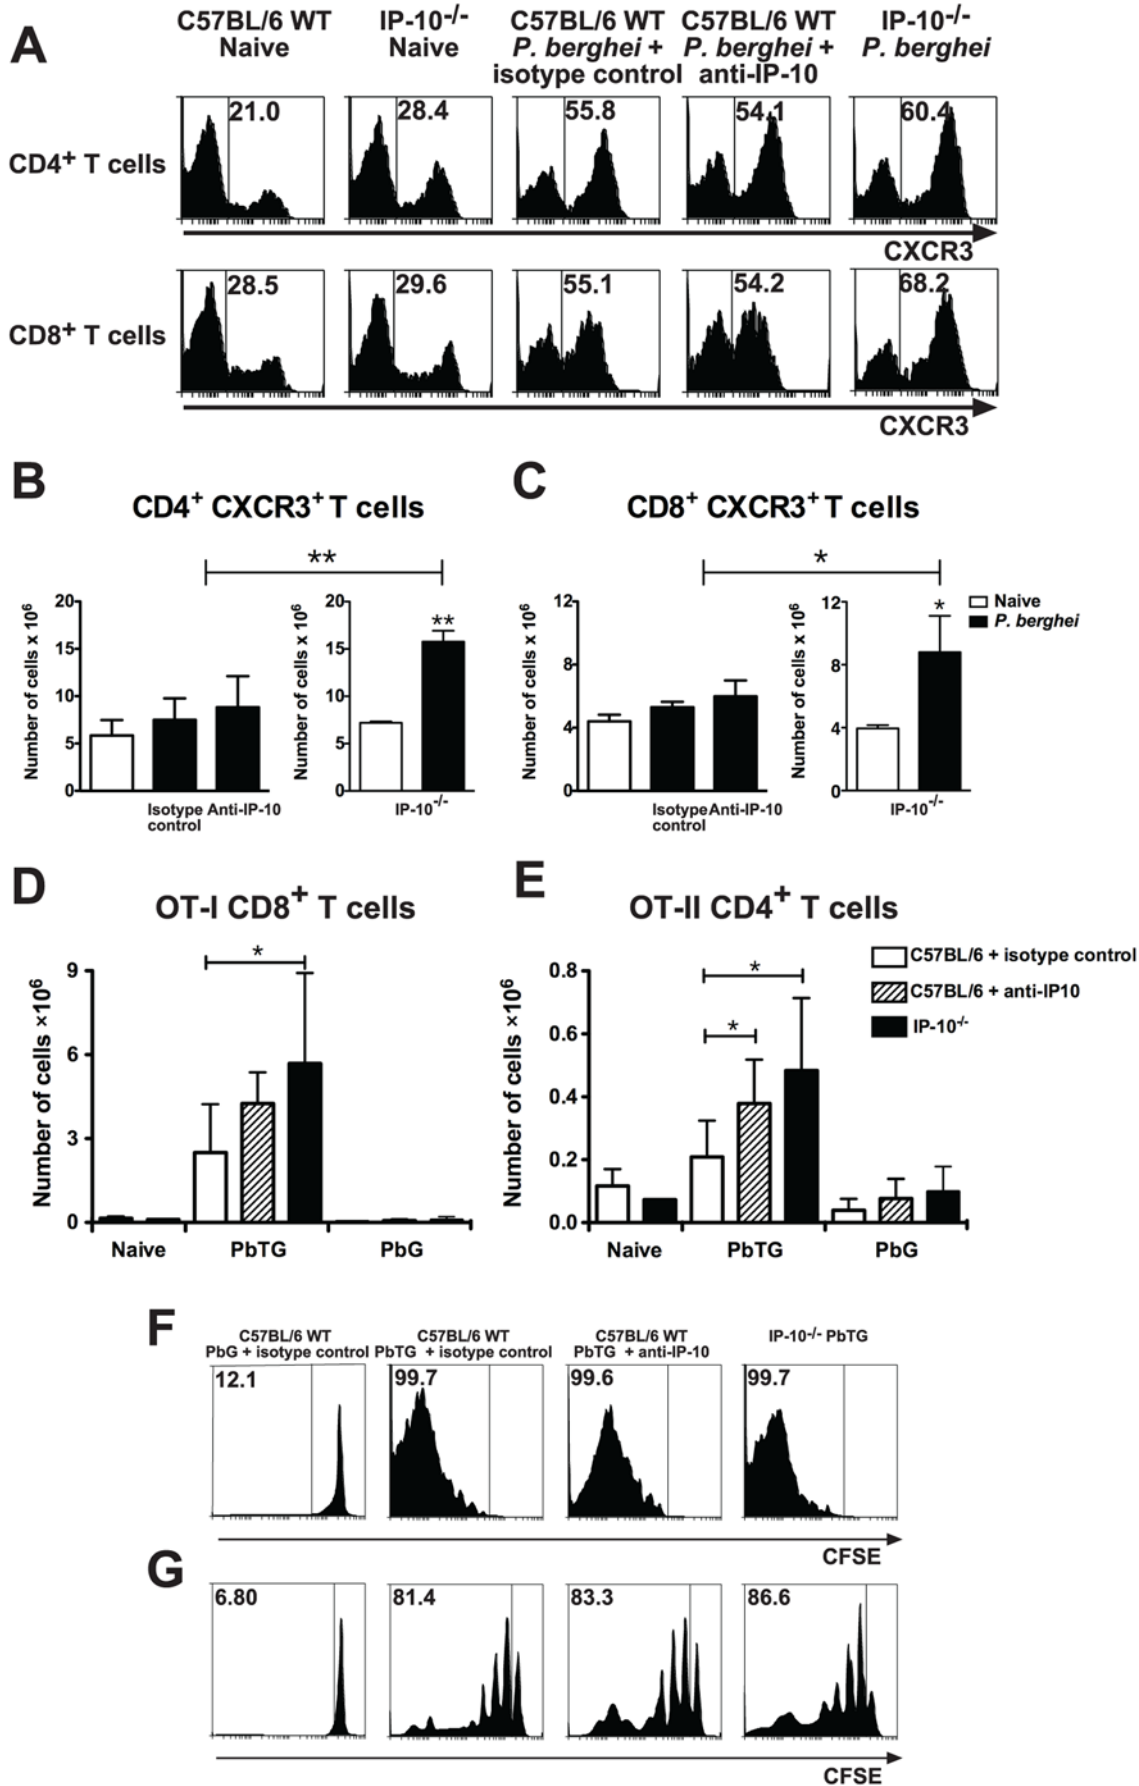 A
C57BL/6 WT Naive
IP-10-/- Naive
C57BL/6 WT P. berghei + isotype control
C57BL/6 WT P. berghei + anti-IP-10
IP-10-/- P. berghei
CD4+ T cells
21.0
28.4
55.8
54.1
60.4
CXCR3
CD8+ T cells
28.5
29.6
55.1
54.2
68.2
CXCR3
B
CD4+ CXCR3+ T cells
**
Number of cells x 10^6
20
15
10
5
0
Isotype control
Anti-IP-10
Number of cells x 10^6
20
15
10
5
0
**
IP-10-/-
C
CD8+ CXCR3+ T cells
*
Number of cells x 10^6
12
8
4
0
Isotype control
Anti-IP-10
Number of cells x 10^6
12
8
4
0
*
IP-10-/-
Naive
P. berghei
D
OT-I CD8+ T cells
*
Number of cells ×10^6
9
6
3
0
Naive
PbTG
PbG
E
OT-II CD4+ T cells
*
*
Number of cells ×10^6
0.8
0.6
0.4
0.2
0.0
Naive
PbTG
PbG
C57BL/6 + isotype control
C57BL/6 + anti-IP10
IP-10-/-
F
C57BL/6 WT PbG + isotype control
C57BL/6 WT PbTG + isotype control
C57BL/6 WT PbTG + anti-IP-10
IP-10-/- PbTG
12.1
99.7
99.6
99.7
CFSE
G
6.80
81.4
83.3
86.6
CFSE